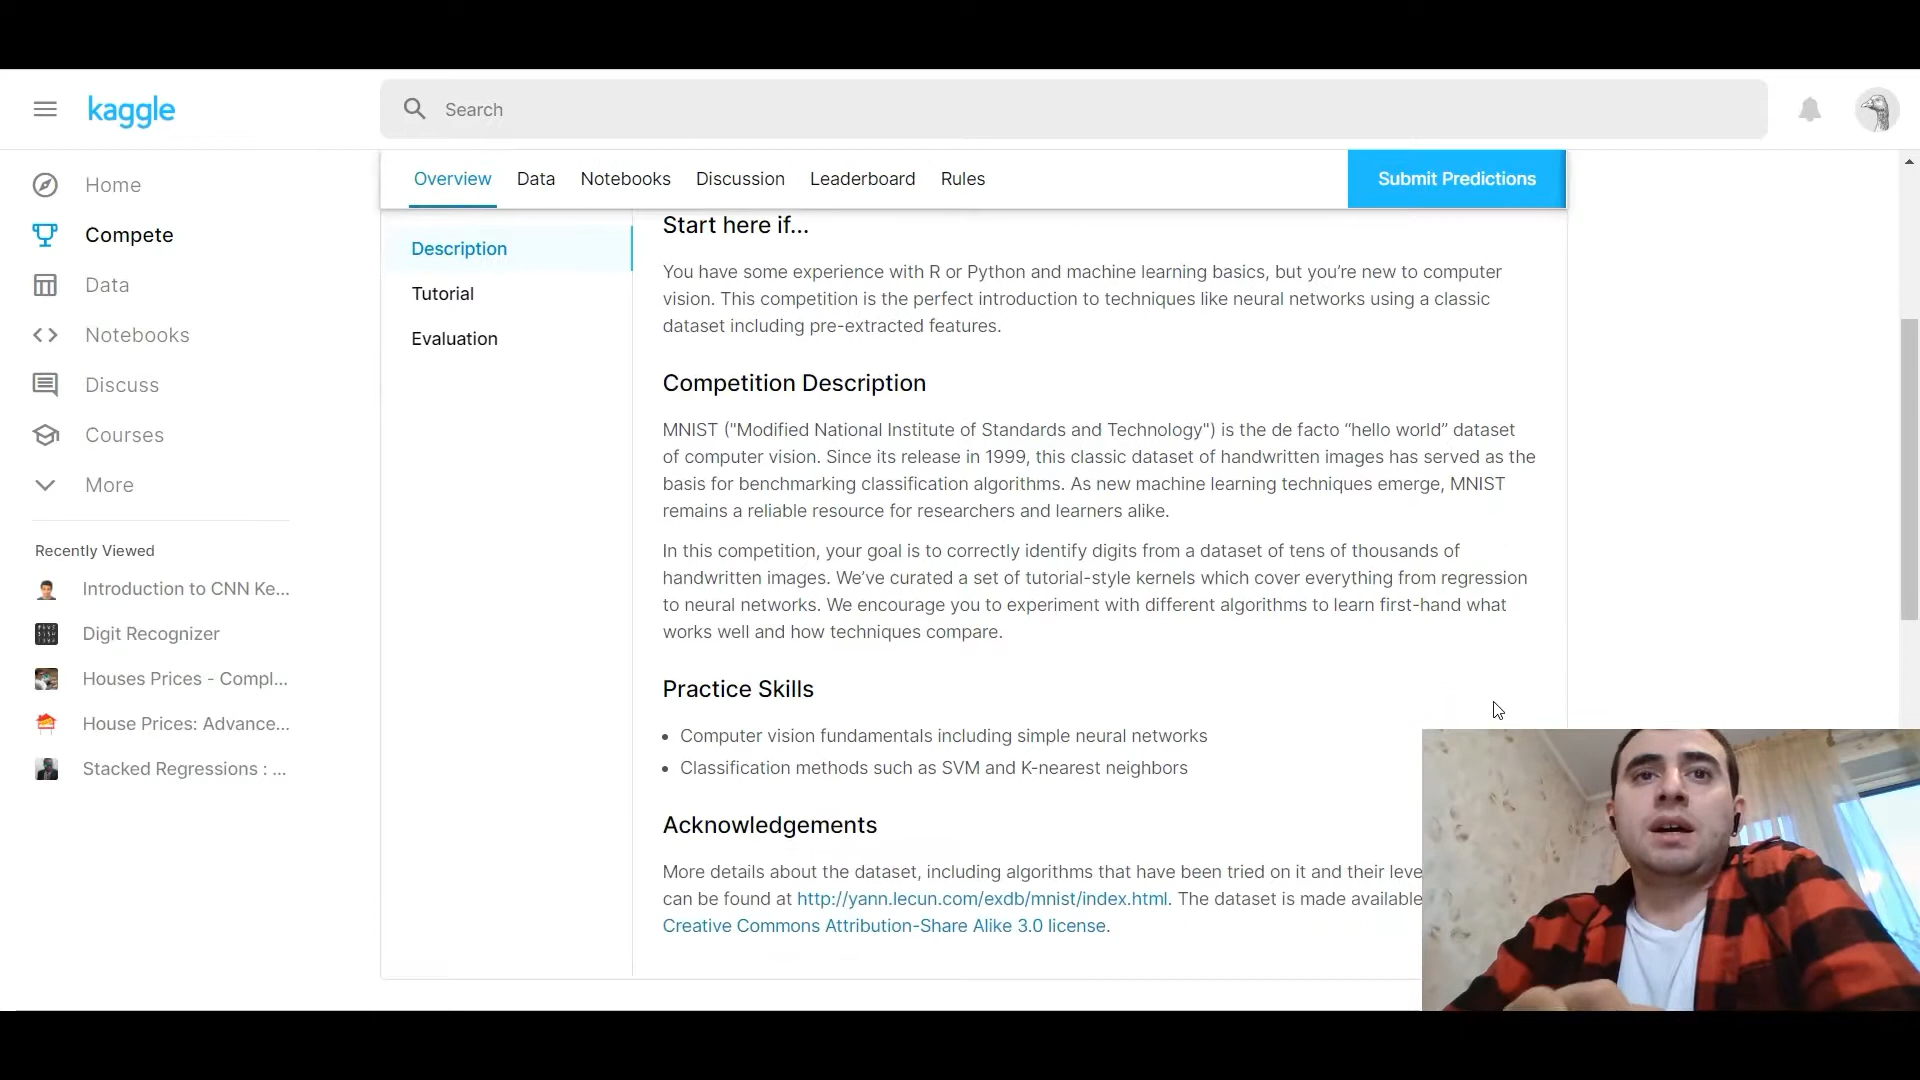 kaggle
Search
Home
Compete
Data
Notebooks
Discuss
Courses
More
Recently Viewed
Introduction to CNN Ke...
Digit Recognizer
Houses Prices - Compl...
House Prices: Advance...
Stacked Regressions : ...
Overview Data Notebooks Discussion Leaderboard Rules
Submit Predictions
Description
Tutorial
Evaluation
Start here if...
You have some experience with R or Python and machine learning basics, but you’re new to computer
vision. This competition is the perfect introduction to techniques like neural networks using a classic
dataset including pre-extracted features.
Competition Description
MNIST ("Modified National Institute of Standards and Technology") is the de facto “hello world” dataset
of computer vision. Since its release in 1999, this classic dataset of handwritten images has served as the
basis for benchmarking classification algorithms. As new machine learning techniques emerge, MNIST
remains a reliable resource for researchers and learners alike.
In this competition, your goal is to correctly identify digits from a dataset of tens of thousands of
handwritten images. We’ve curated a set of tutorial-style kernels which cover everything from regression
to neural networks. We encourage you to experiment with different algorithms to learn first-hand what
works well and how techniques compare.
Practice Skills
• Computer vision fundamentals including simple neural networks
• Classification methods such as SVM and K-nearest neighbors
Acknowledgements
More details about the dataset, including algorithms that have been tried on it and their leve
can be found at http://yann.lecun.com/exdb/mnist/index.html. The dataset is made available
Creative Commons Attribution-Share Alike 3.0 license.